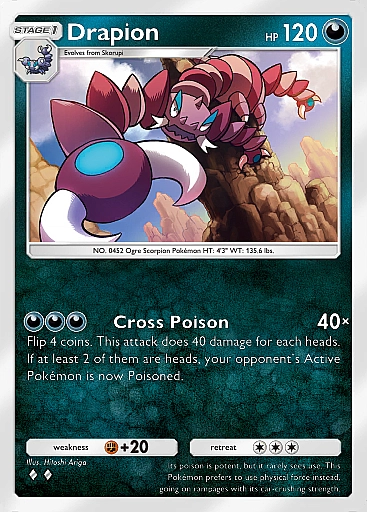 STAGE 1
Drapion
HP 120
Evolves from Skorupi
NO. 0452 Ogre Scorpion Pokémon HT: 4'3" WT: 135.6 lbs.
Cross Poison 40×
Flip 4 coins. This attack does 40 damage for each heads.
If at least 2 of them are heads, your opponent's Active
Pokémon is now Poisoned.
weakness +20 retreat
Illus. Hitoshi Ariga
Its poison is potent, but it rarely sees use. This
Pokémon prefers to use physical force instead,
going on rampages with its car-crushing strength.